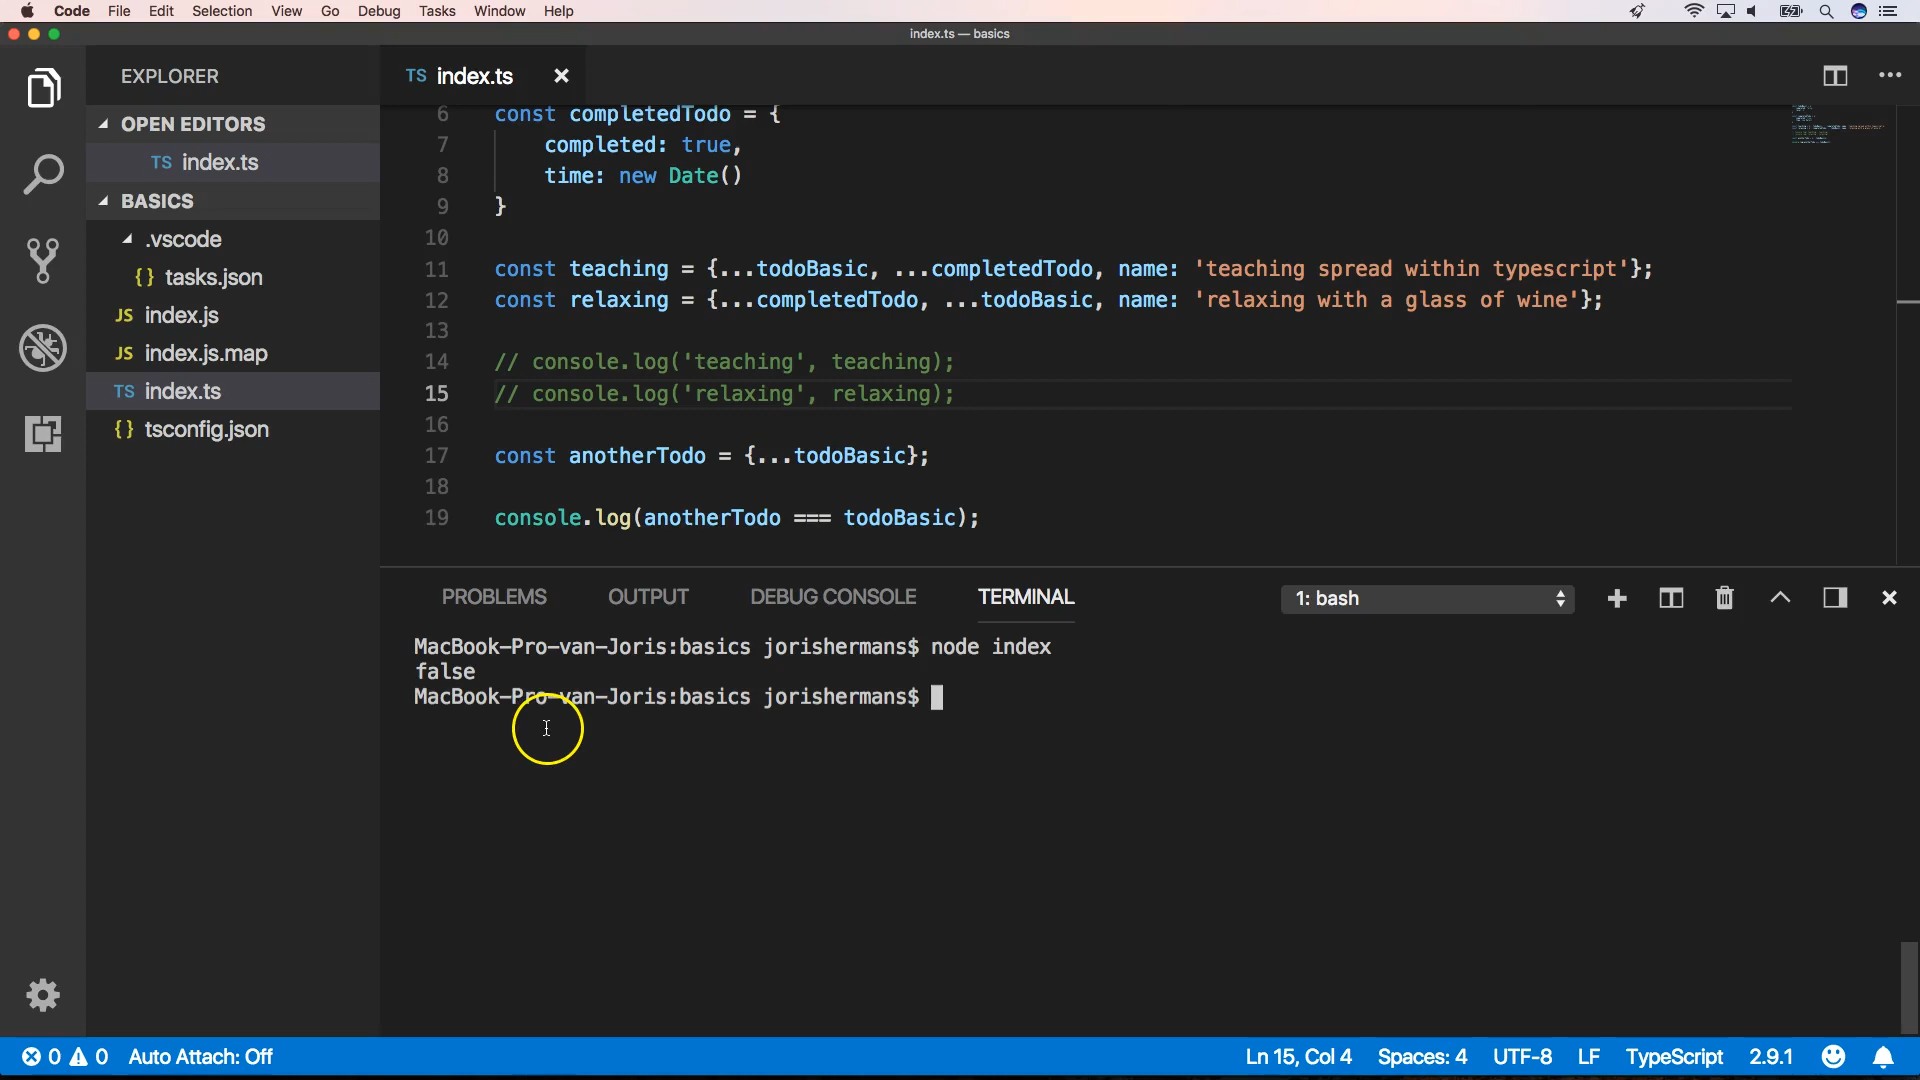 Code File Edit Selection View Go Debug Tasks Window Help
index.ts — basics
EXPLORER
OPEN EDITORS
TS index.ts
BASICS
.vscode
{} tasks.json
JS index.js
JS index.js.map
TS index.ts
{} tsconfig.json
TS index.ts
6 const completedTodo = {
7 completed: true,
8 time: new Date()
9 }
10
11 const teaching = {...todoBasic, ...completedTodo, name: 'teaching spread within typescript'};
12 const relaxing = {...completedTodo, ...todoBasic, name: 'relaxing with a glass of wine'};
13
14 // console.log('teaching', teaching);
15 // console.log('relaxing', relaxing);
16
17 const anotherTodo = {...todoBasic};
18
19 console.log(anotherTodo === todoBasic);
PROBLEMS OUTPUT DEBUG CONSOLE TERMINAL 1: bash
MacBook-Pro-van-Joris:basics jorishermans$ node index
false
MacBook-Pro-van-Joris:basics jorishermans$
0 0 Auto Attach: Off Ln 15, Col 4 Spaces: 4 UTF-8 LF TypeScript 2.9.1